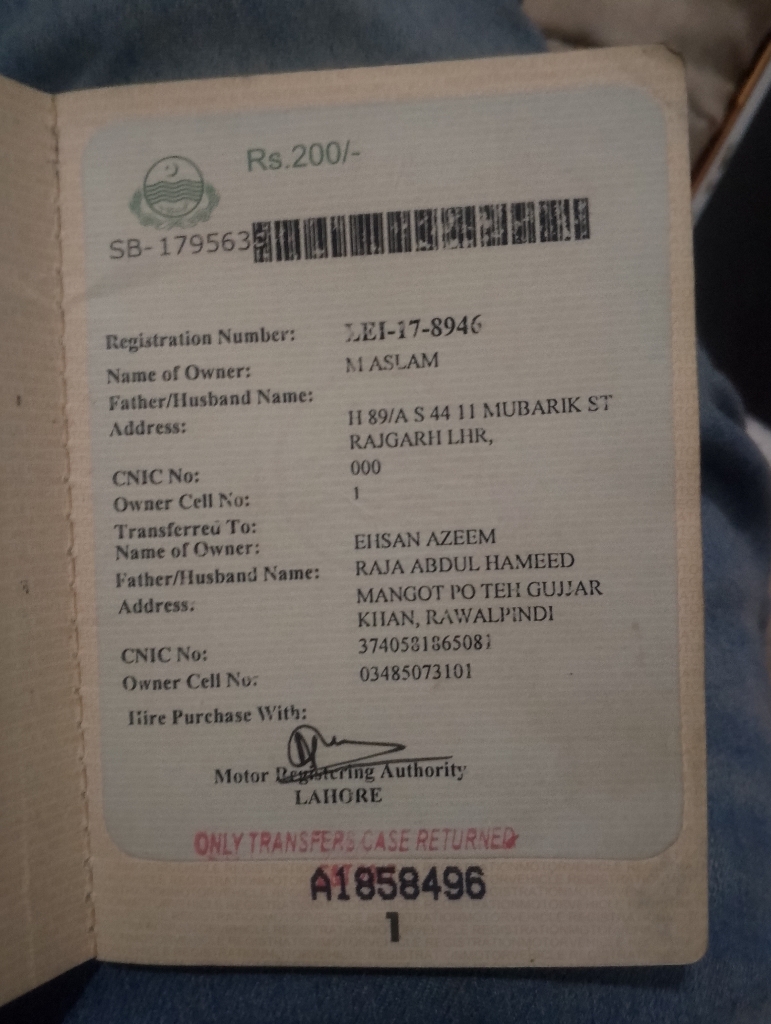 Rs.200/-
SB-179563
Registration Number: LEI-17-8946
Name of Owner: M ASLAM
Father/Husband Name:
Address: H 89/A S 44 11 MUBARIK ST
RAJGARH LHR,
CNIC No: 000
Owner Cell No: 1
Transferred To:
Name of Owner: EHSAN AZEEM
Father/Husband Name: RAJA ABDUL HAMEED
Address: MANGOT PO TEH GUJJAR
KHAN, RAWALPINDI
CNIC No: 3740581865081
Owner Cell No: 03485073101
Hire Purchase With:
Motor Registering Authority
LAHORE
ONLY TRANSFERS CASE RETURNED
A1858496
1